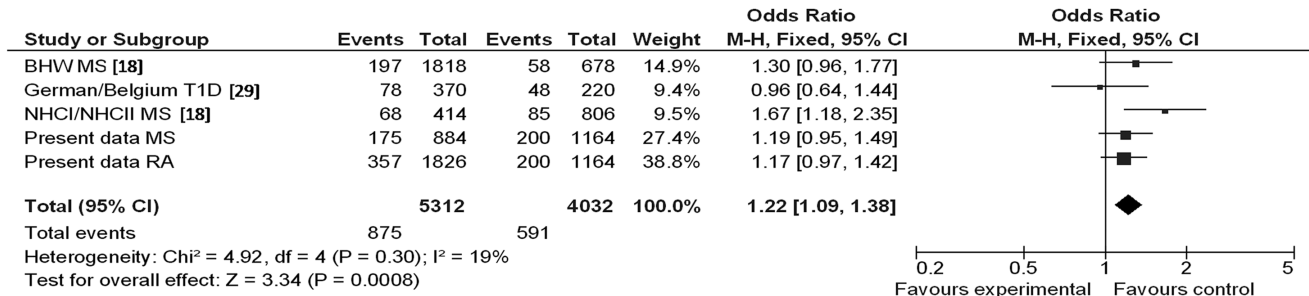 Odds Ratio Odds Ratio
Study or Subgroup Events Total Events Total Weight M-H, Fixed, 95% CI M-H, Fixed, 95% CI
BHW MS [18] 197 1818 58 678 14.9% 1.30 [0.96, 1.77]
German/Belgium T1D [29] 78 370 48 220 9.4% 0.96 [0.64, 1.44]
NHCI/NHCII MS [18] 68 414 85 806 9.5% 1.67 [1.18, 2.35]
Present data MS 175 884 200 1164 27.4% 1.19 [0.95, 1.49]
Present data RA 357 1826 200 1164 38.8% 1.17 [0.97, 1.42]
Total (95% CI) 5312 4032 100.0% 1.22 [1.09, 1.38]
Total events 875 591
Heterogeneity: Chi² = 4.92, df = 4 (P = 0.30); I² = 19%
Test for overall effect: Z = 3.34 (P = 0.0008)
0.2 0.5 1 2 5
Favours experimental Favours control